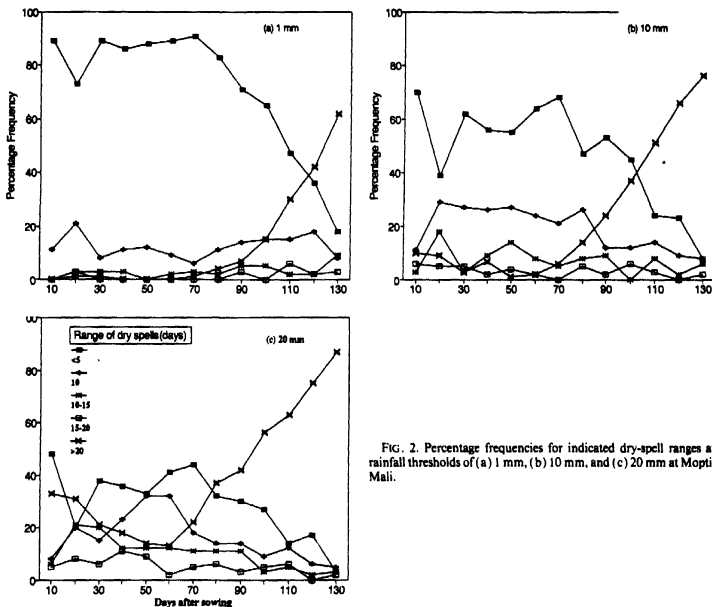 (a) 1 mm
Percentage Frequency
100
80
60
40
20
0
10 30 50 70 90 110 130
(b) 10 mm
Percentage Frequency
100
80
60
40
20
0
10 30 50 70 90 110 130
Range of dry spells(days)
<5
10
10-15
15-20
>20
(c) 20 mm
80
60
40
20
0
10 30 50 70 90 110 130
Days after sowing
FIG. 2. Percentage frequencies for indicated dry-spell ranges a
rainfall thresholds of (a) 1 mm, (b) 10 mm, and (c) 20 mm at Mopti
Mali.